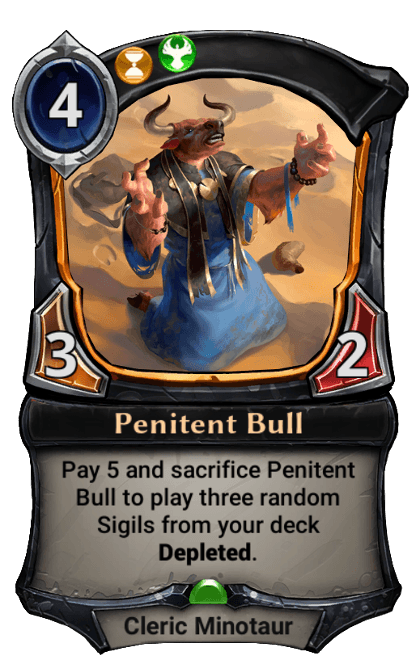 4
3
2
Penitent Bull
Pay 5 and sacrifice Penitent
Bull to play three random
Sigils from your deck
Depleted.
Cleric Minotaur